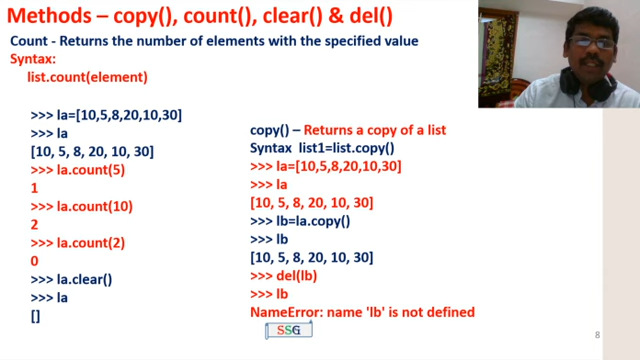 Methods – copy(), count(), clear() & del()
Count - Returns the number of elements with the specified value
Syntax:
list.count(element)
>>> la=[10,5,8,20,10,30]
>>> la
[10, 5, 8, 20, 10, 30]
>>> la.count(5)
1
>>> la.count(10)
2
>>> la.count(2)
0
>>> la.clear()
>>> la
[]
copy() – Returns a copy of a list
Syntax list1=list.copy()
>>> la=[10,5,8,20,10,30]
>>> la
[10, 5, 8, 20, 10, 30]
>>> lb=la.copy()
>>> lb
[10, 5, 8, 20, 10, 30]
>>> del(lb)
>>> lb
NameError: name 'lb' is not defined
SSG
8